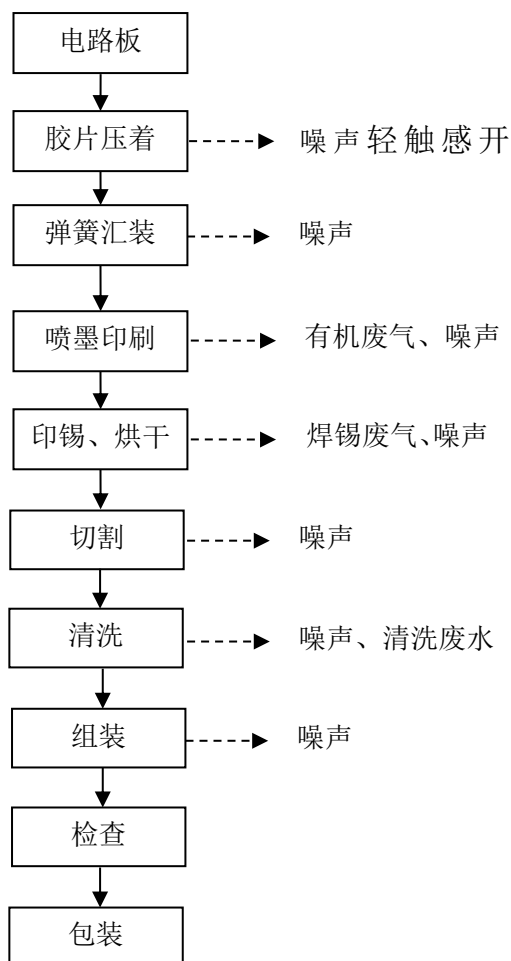 电路板
胶片压着 噪声轻触感开
弹簧汇装 噪声
喷墨印刷 有机废气、噪声
印锡、烘干 焊锡废气、噪声
切割 噪声
清洗 噪声、清洗废水
组装 噪声
检查
包装